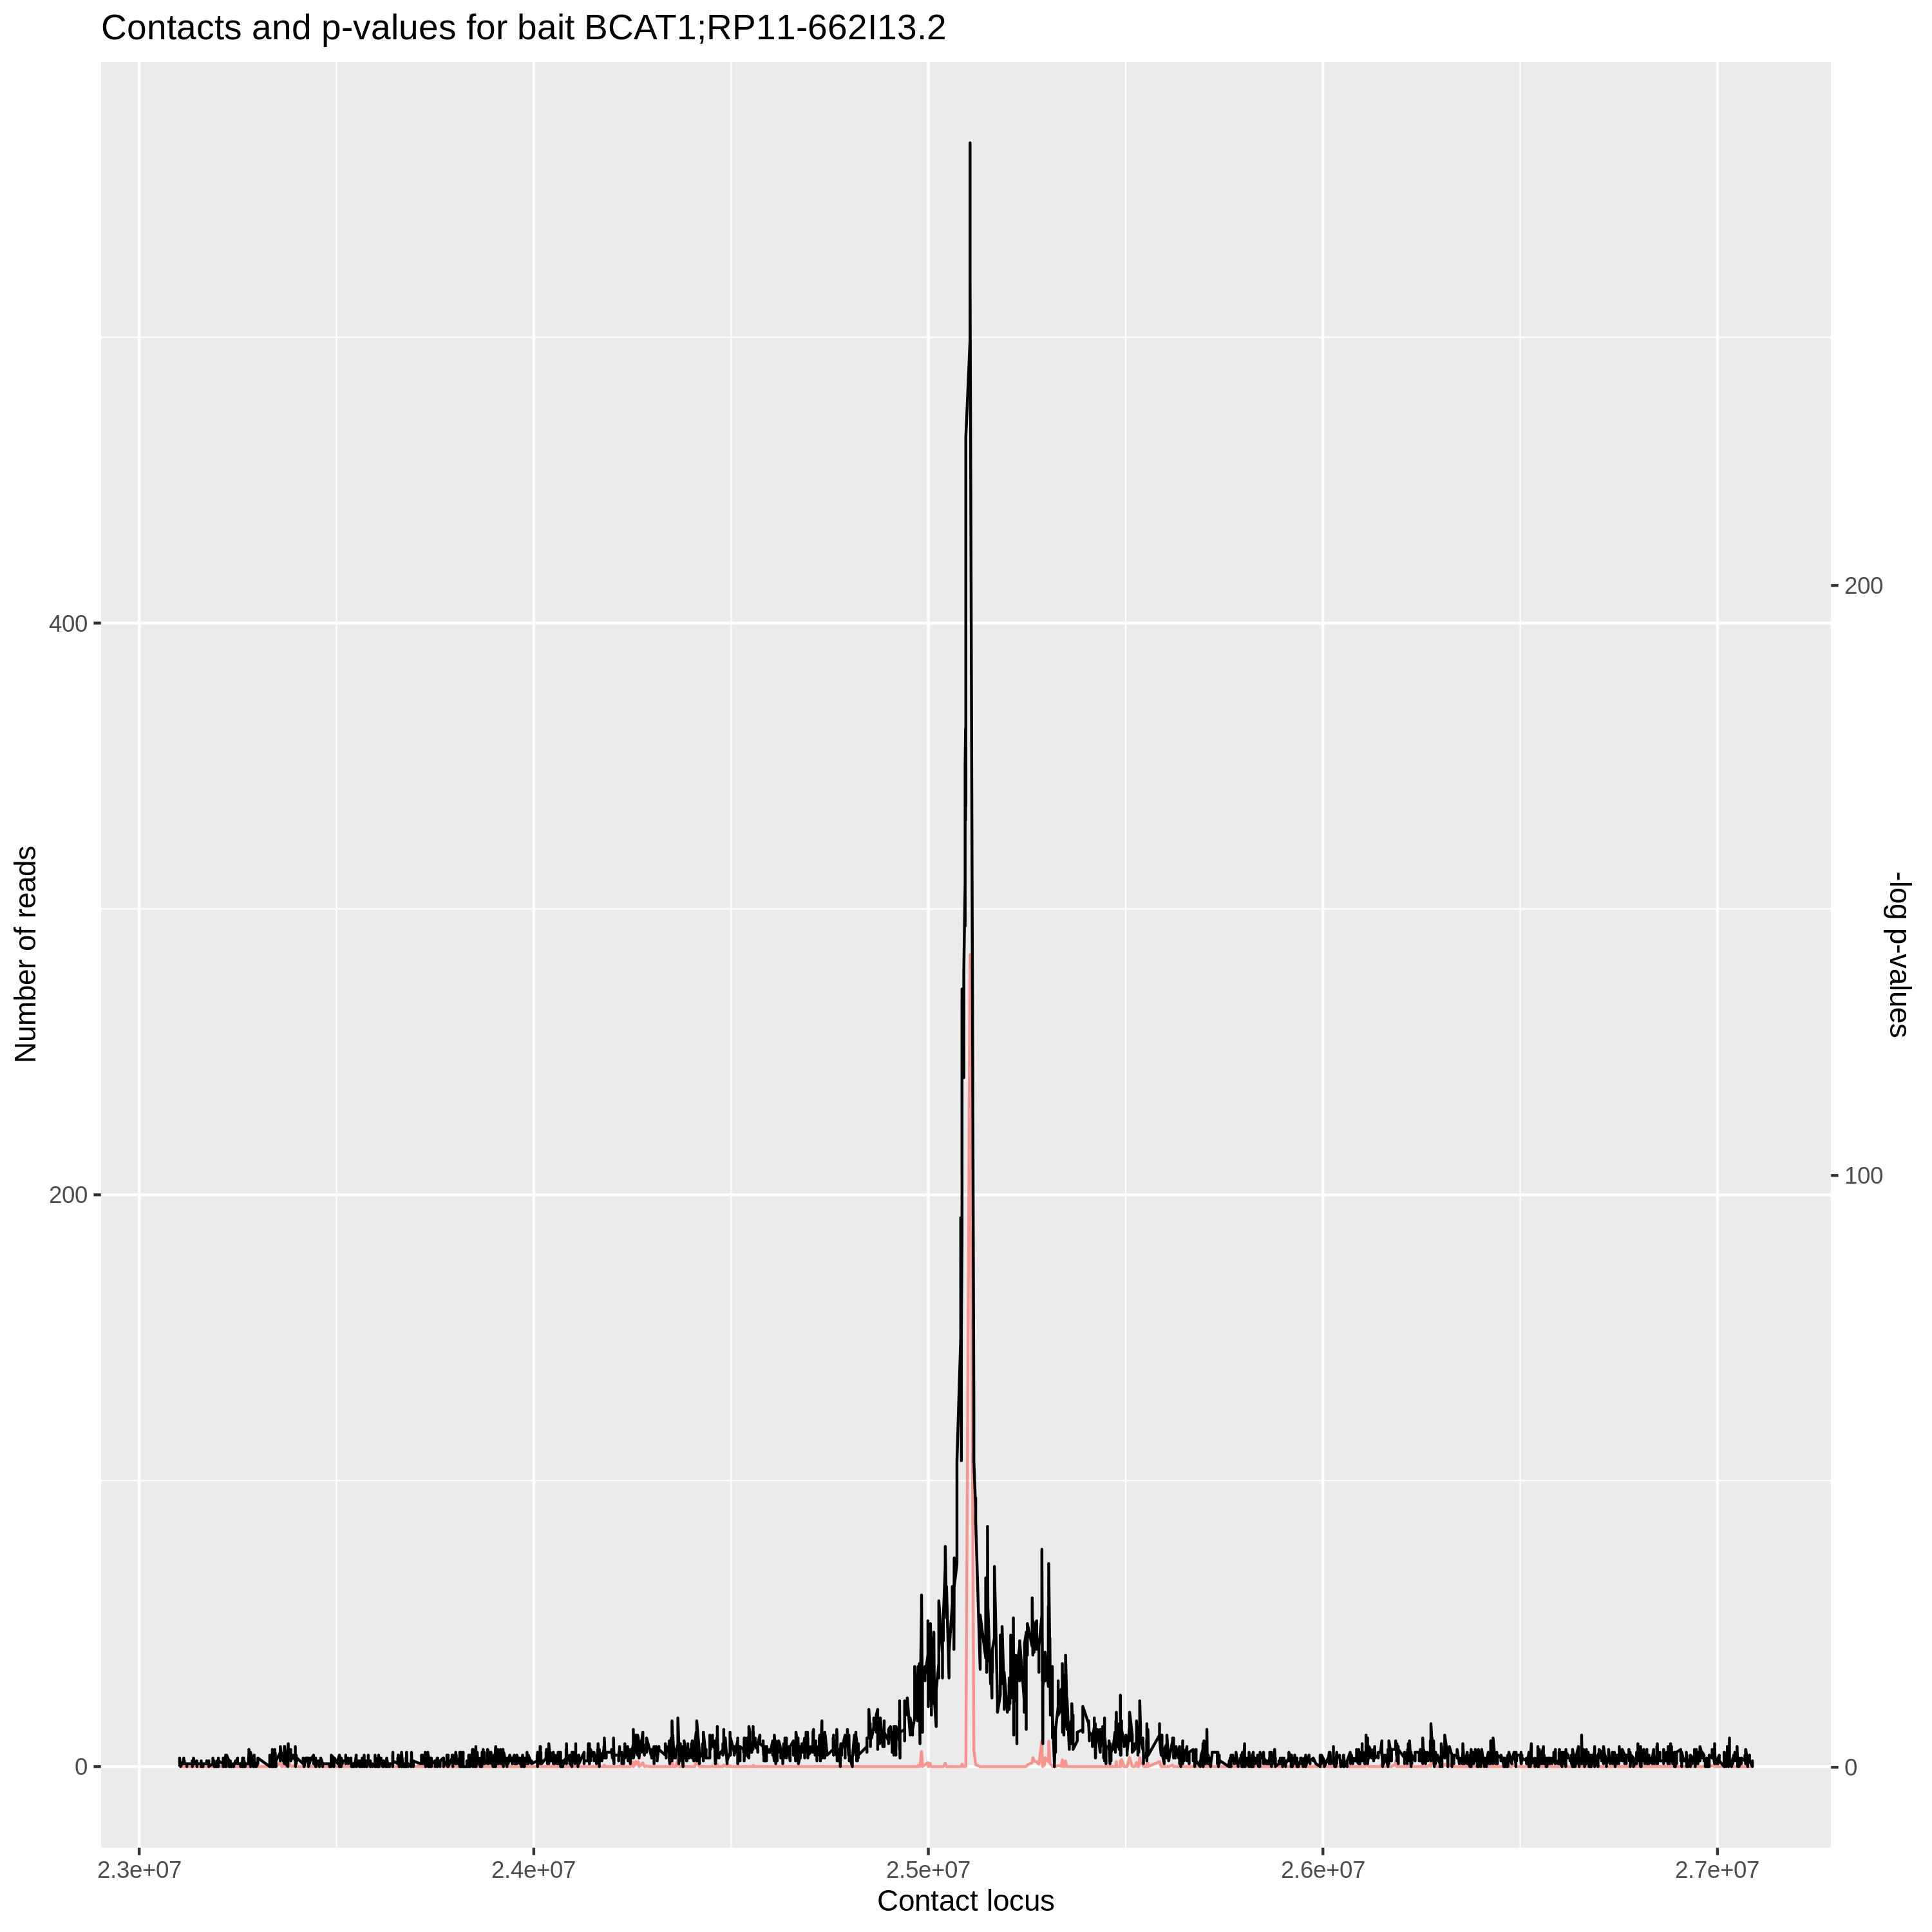 Contacts and p-values for bait BCAT1;RP11-662I13.2
Number of reads
400
200
0
200
100
0
-log p-values
2.3e+07
2.4e+07
2.5e+07
2.6e+07
2.7e+07
Contact locus